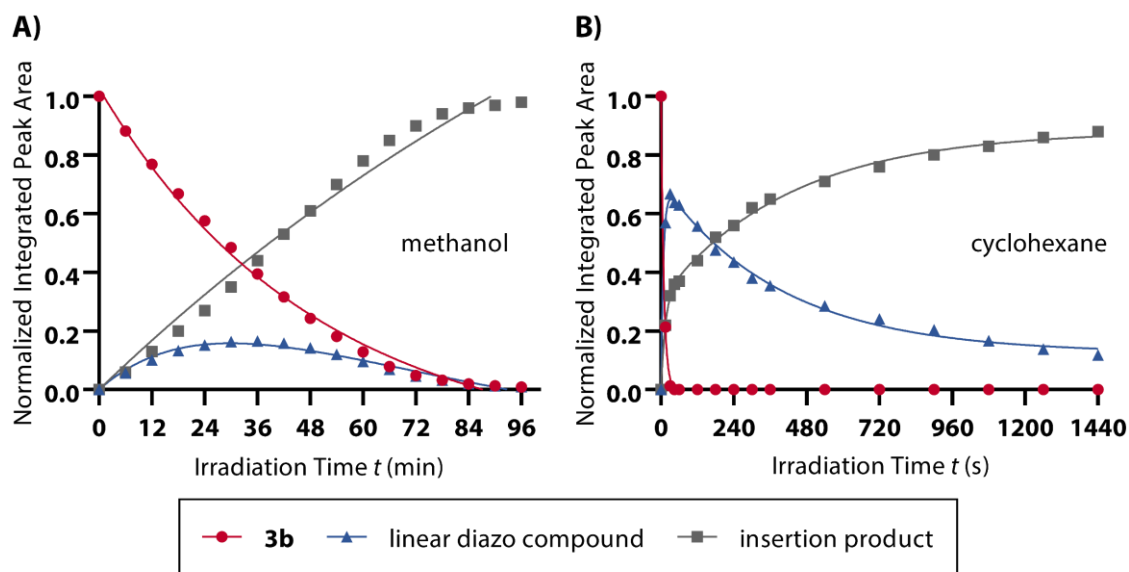 A)
Normalized Integrated Peak Area
1.0
0.8
0.6
0.4
0.2
0.0
methanol
0 12 24 36 48 60 72 84 96
Irradiation Time t (min)
B)
Normalized Integrated Peak Area
1.0
0.8
0.6
0.4
0.2
0.0
cyclohexane
0 240 480 720 960 1200 1440
Irradiation Time t (s)
3b linear diazo compound insertion product